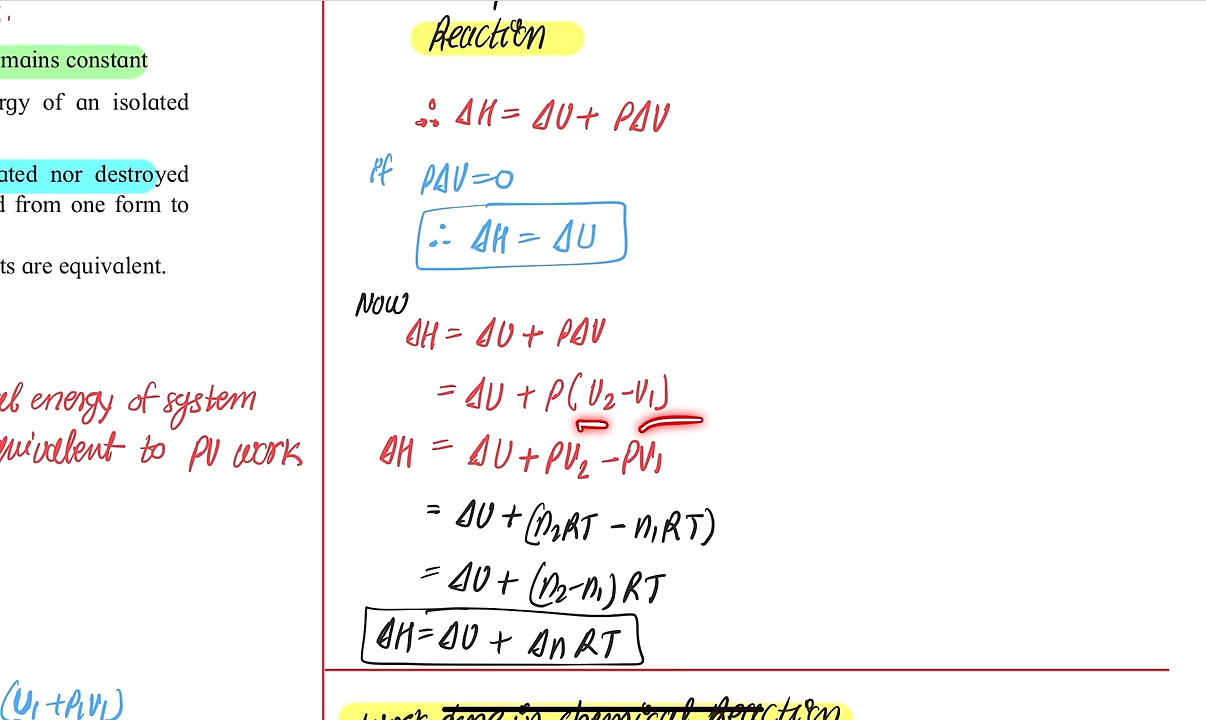 mains constant
rgy of an isolated
ated nor destroyed
d from one form to
ts are equivalent.
energy of system
quivalent to PV work
(U₁ + P₁V₁)
Reaction
∴ ΔH = ΔU + PΔV
if PΔV = 0
∴ ΔH = ΔU
Now
ΔH = ΔU + PΔV
= ΔU + P(V₂ - V₁)
ΔH = ΔU + PV₂ - PV₁
= ΔU + (n₂RT - n₁RT)
= ΔU + (n₂ - n₁)RT
ΔH = ΔU + ΔnRT
chemical Reaction